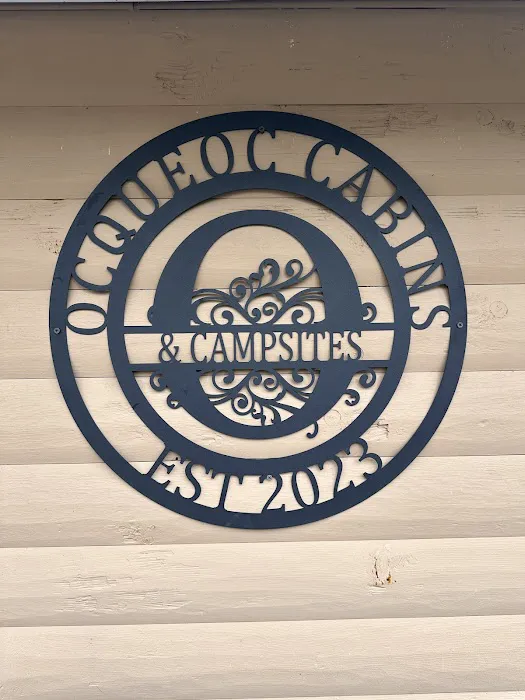 OCQUEOC CABINS
O
& CAMPSITES
EST 2023